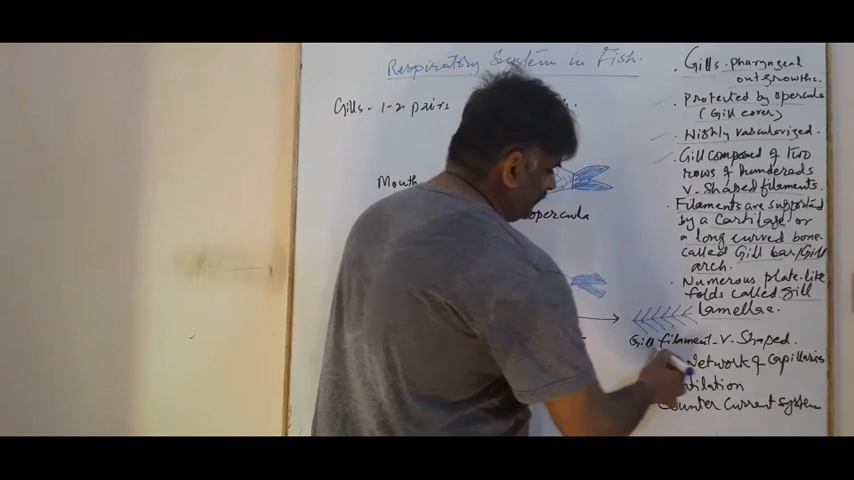 Respiratory System in Fish.
Gills - 1-2 pairs
Mouth
opercula
Gills - pharyngeal
outgrowths.
Protected by opercula
(Gill cover)
Highly vascularized.
Gill composed of two
rows of hundereds
V-Shaped filaments.
Filaments are supported
by a Cartilage or
a long curved bone
called Gill bar/Gill
arch.
Numerous plate-like
folds called gill
lamellae.
Gill filament - V-Shaped.
Network of Capillaries
Counter Current system